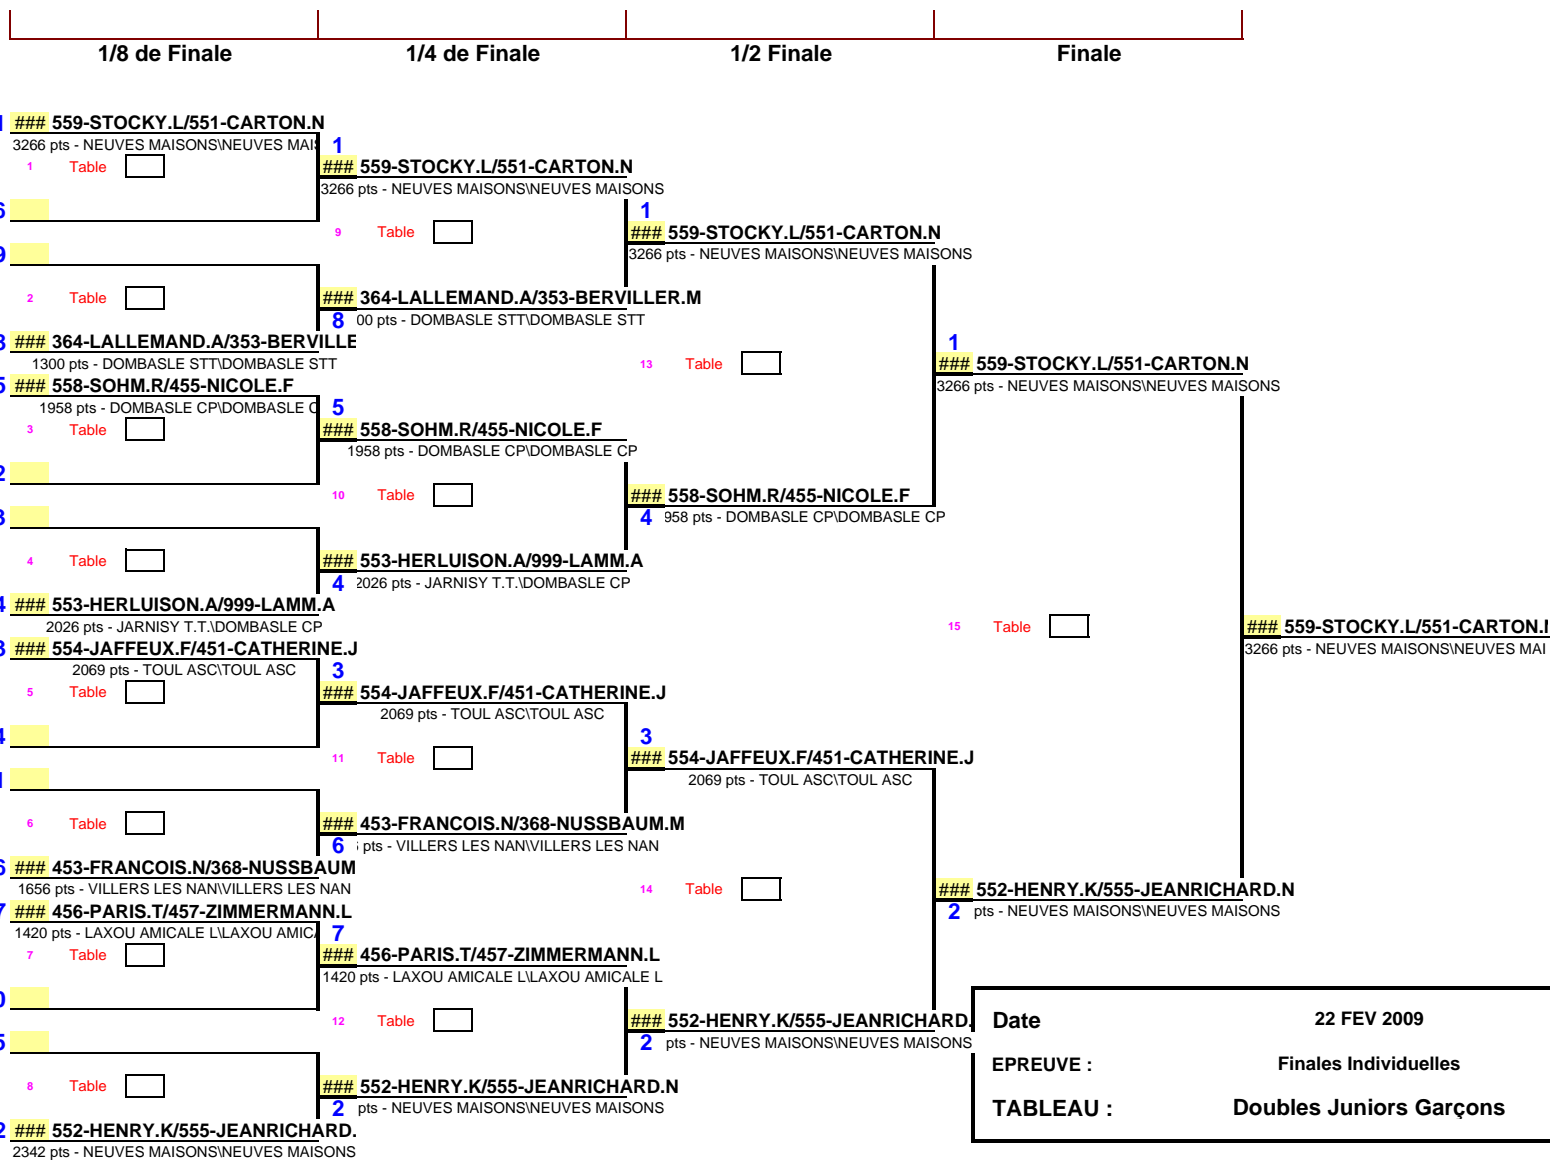 1/8 de Finale 1/4 de Finale 1/2 Finale Finale
### 559-STOCKY.L/551-CARTON.N
3266 pts - NEUVES MAISONS\NEUVES MAIS
1
1 Table
### 559-STOCKY.L/551-CARTON.N
3266 pts - NEUVES MAISONS\NEUVES MAISONS
1
9 Table
### 559-STOCKY.L/551-CARTON.N
3266 pts - NEUVES MAISONS\NEUVES MAISONS
2 Table
### 364-LALLEMAND.A/353-BERVILLER.M
8 00 pts - DOMBASLE STT\DOMBASLE STT
### 364-LALLEMAND.A/353-BERVILLE
1300 pts - DOMBASLE STT\DOMBASLE STT
1
13 Table
### 559-STOCKY.L/551-CARTON.N
3266 pts - NEUVES MAISONS\NEUVES MAISONS
5 ### 558-SOHM.R/455-NICOLE.F
1958 pts - DOMBASLE CP\DOMBASLE C
5
3 Table
### 558-SOHM.R/455-NICOLE.F
1958 pts - DOMBASLE CP\DOMBASLE CP
10 Table
### 558-SOHM.R/455-NICOLE.F
4 958 pts - DOMBASLE CP\DOMBASLE CP
4 Table
### 553-HERLUISON.A/999-LAMM.A
4 2026 pts - JARNISY T.T.\DOMBASLE CP
4 ### 553-HERLUISON.A/999-LAMM.A
2026 pts - JARNISY T.T.\DOMBASLE CP
15 Table
### 559-STOCKY.L/551-CARTON.
3266 pts - NEUVES MAISONS\NEUVES MAI
3 ### 554-JAFFEUX.F/451-CATHERINE.J
2069 pts - TOUL ASC\TOUL ASC
3
5 Table
### 554-JAFFEUX.F/451-CATHERINE.J
2069 pts - TOUL ASC\TOUL ASC
4
3
11 Table
### 554-JAFFEUX.F/451-CATHERINE.J
2069 pts - TOUL ASC\TOUL ASC
6 Table
### 453-FRANCOIS.N/368-NUSSBAUM.M
6 pts - VILLERS LES NAN\VILLERS LES NAN
6 ### 453-FRANCOIS.N/368-NUSSBAUM
1656 pts - VILLERS LES NAN\VILLERS LES NAN
14 Table
### 552-HENRY.K/555-JEANRICHARD.N
2 pts - NEUVES MAISONS\NEUVES MAISONS
7 ### 456-PARIS.T/457-ZIMMERMANN.L
1420 pts - LAXOU AMICALE L\LAXOU AMICA
7
7 Table
### 456-PARIS.T/457-ZIMMERMANN.L
1420 pts - LAXOU AMICALE L\LAXOU AMICALE L
12 Table
### 552-HENRY.K/555-JEANRICHARD.
2 pts - NEUVES MAISONS\NEUVES MAISONS
5
8 Table
### 552-HENRY.K/555-JEANRICHARD.N
2 pts - NEUVES MAISONS\NEUVES MAISONS
2 ### 552-HENRY.K/555-JEANRICHARD.
2342 pts - NEUVES MAISONS\NEUVES MAISONS
Date 22 FEV 2009
EPREUVE : Finales Individuelles
TABLEAU : Doubles Juniors Garçons